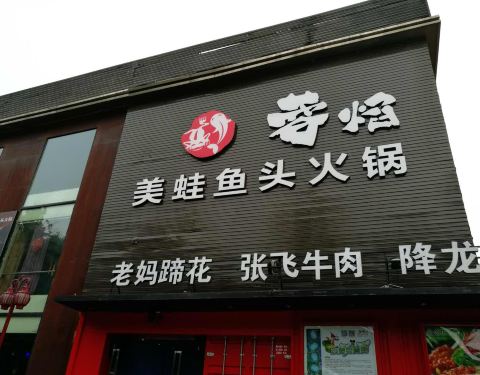 蓉焰
美蛙鱼头火锅
老妈蹄花 张飞牛肉 降龙